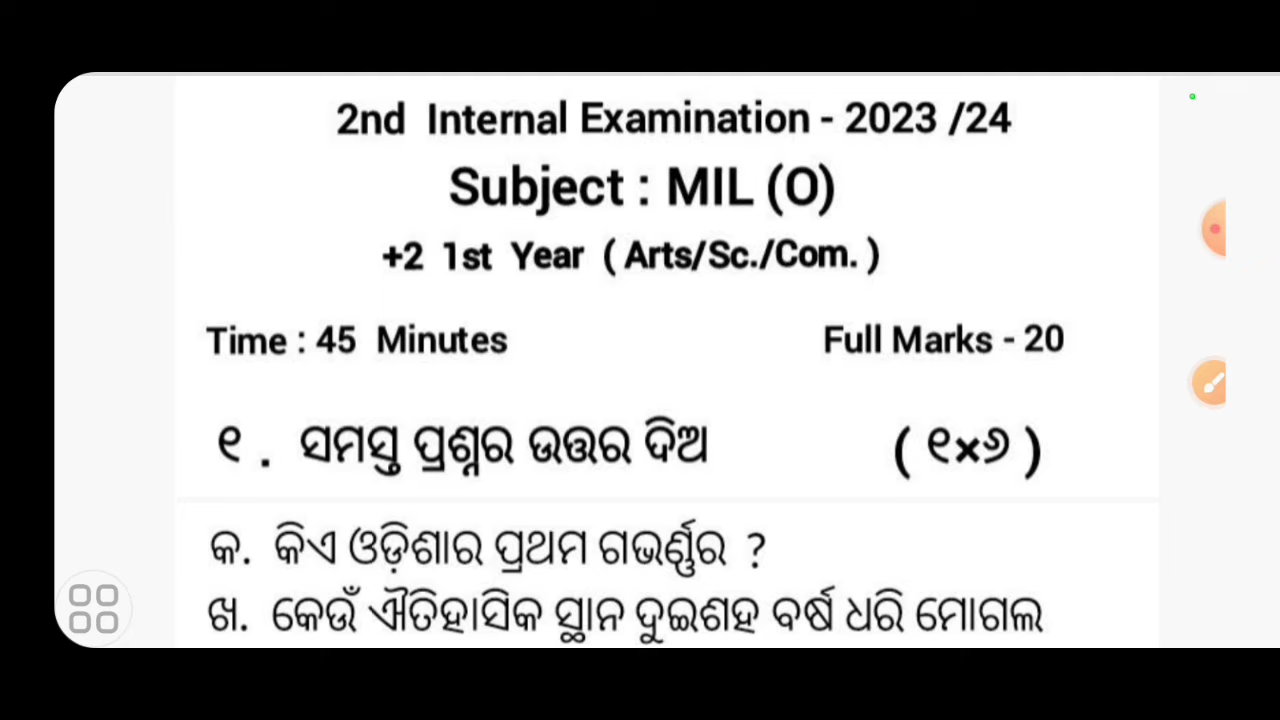 2nd Internal Examination - 2023 /24
Subject : MIL (O)
+2 1st Year ( Arts/Sc./Com. )
Time : 45 Minutes Full Marks - 20
୧ . ସମସ୍ତ ପ୍ରଶ୍ନର ଉତ୍ତର ଦିଅ ( ୧×୬ )
କ. କିଏ ଓଡ଼ିଶାର ପ୍ରଥମ ଗଭର୍ଣ୍ଣର ?
ଖ. କେଉଁ ଐତିହାସିକ ସ୍ଥାନ ଦୁଇଶହ ବର୍ଷ ଧରି ମୋଗଲ